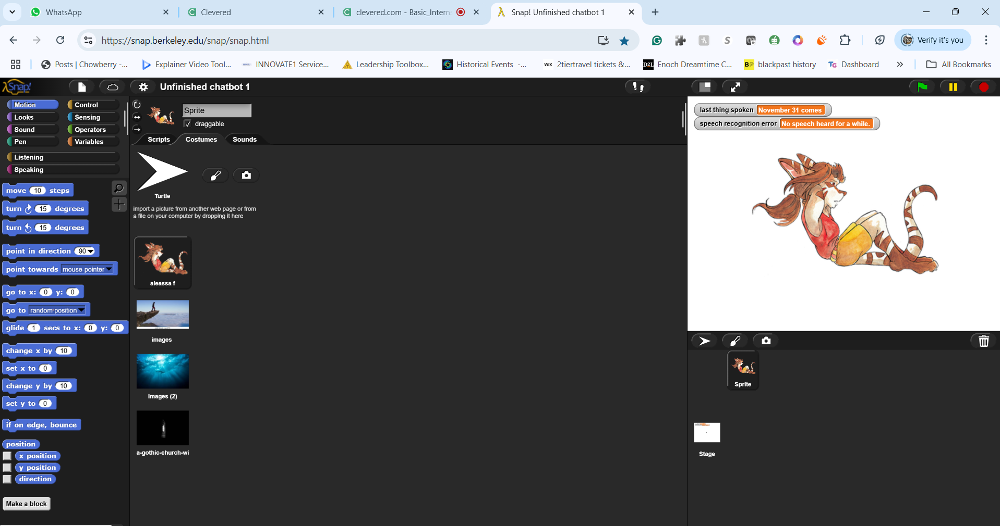 WhatsApp
Clevered
clevered.com - Basic_Intern
Snap! Unfinished chatbot 1
https://snap.berkeley.edu/snap/snap.html
Verify it's you
Posts | Chowberry -...
Explainer Video Tool...
INNOVATE1 Service...
Leadership Toolbox...
Historical Events -...
WIX
2tiertravel tickets &...
D2L
Enoch Dreamtime C...
BP
blackpast history
TG
Dashboard
All Bookmarks
Snap!
Unfinished chatbot 1
Motion
Control
Looks
Sensing
Sound
Operators
Pen
Variables
Listening
Speaking
move 10 steps
turn 15 degrees
turn 15 degrees
point in direction 90
point towards mouse-pointer
go to x: 0 y: 0
go to random position
glide 1 secs to x: 0 y: 0
change x by 10
set x to 0
change y by 10
set y to 0
if on edge, bounce
position
x position
y position
direction
Make a block
Sprite
draggable
Scripts
Costumes
Sounds
Turtle
import a picture from another web page or from
a file on your computer by dropping it here
aleassa f
images
images (2)
a-gothic-church-wi
last thing spoken November 31 comes
speech recognition error No speech heard for a while.
Sprite
Stage